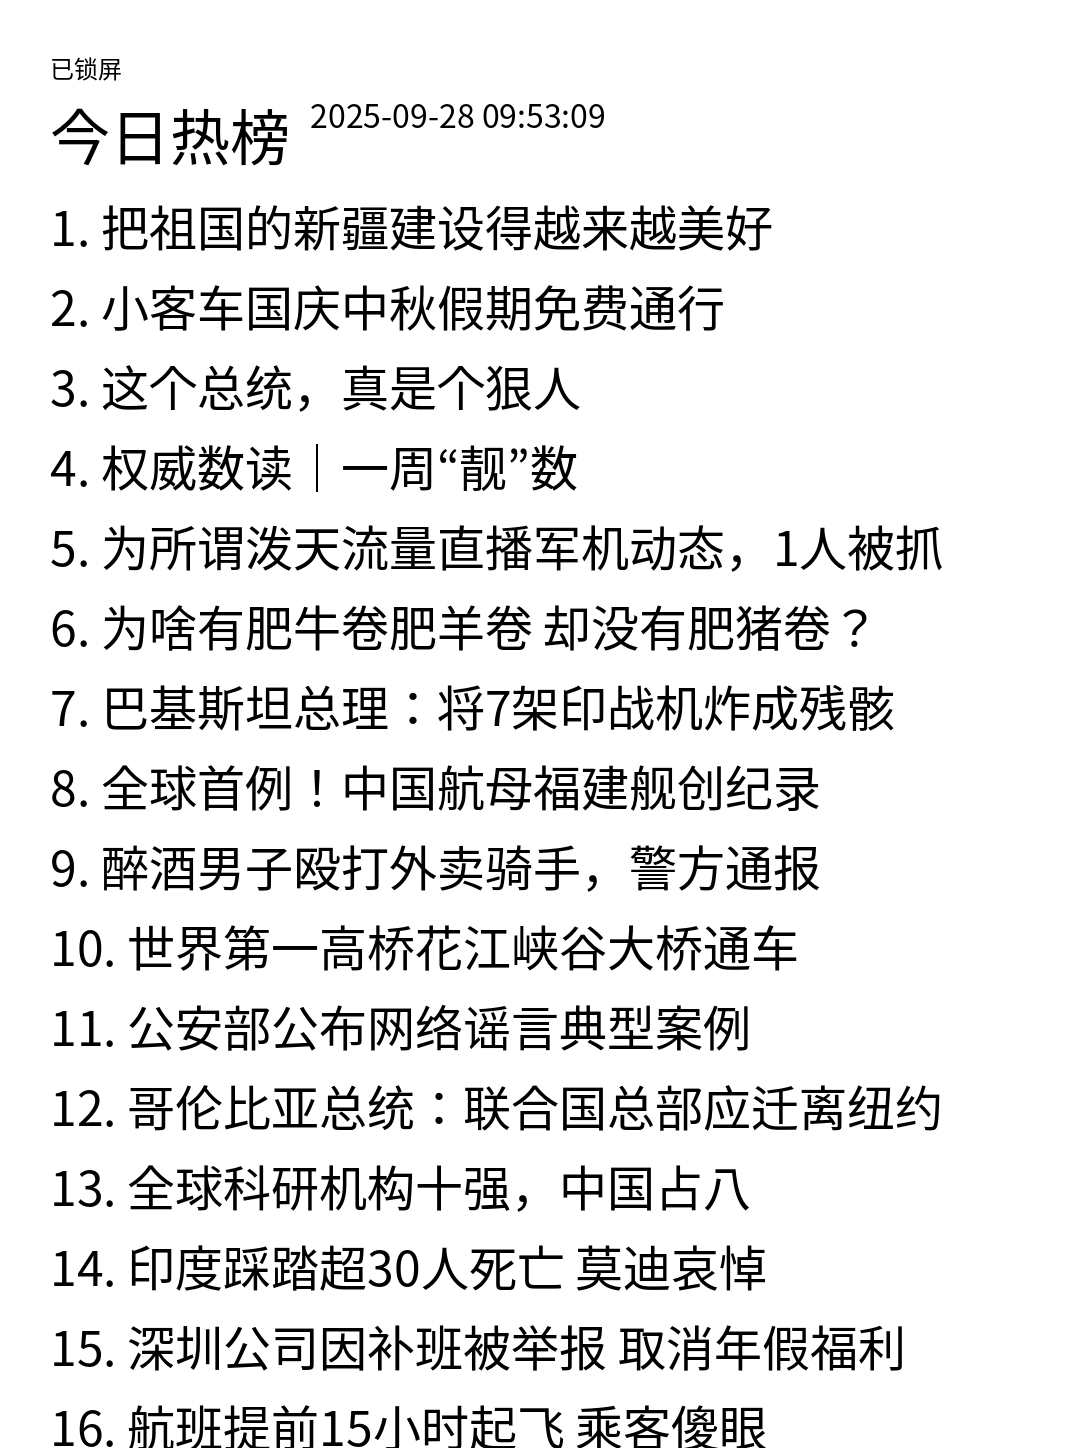 已锁屏
今日热榜 2025-09-28 09:53:09
1. 把祖国的新疆建设得越来越美好
2. 小客车国庆中秋假期免费通行
3. 这个总统，真是个狠人
4. 权威数读｜一周“靓”数
5. 为所谓泼天流量直播军机动态，1人被抓
6. 为啥有肥牛卷肥羊卷 却没有肥猪卷？
7. 巴基斯坦总理：将7架印战机炸成残骸
8. 全球首例！中国航母福建舰创纪录
9. 醉酒男子殴打外卖骑手，警方通报
10. 世界第一高桥花江峡谷大桥通车
11. 公安部公布网络谣言典型案例
12. 哥伦比亚总统：联合国总部应迁离纽约
13. 全球科研机构十强，中国占八
14. 印度踩踏超30人死亡 莫迪哀悼
15. 深圳公司因补班被举报 取消年假福利
16. 航班提前15小时起飞 乘客傻眼